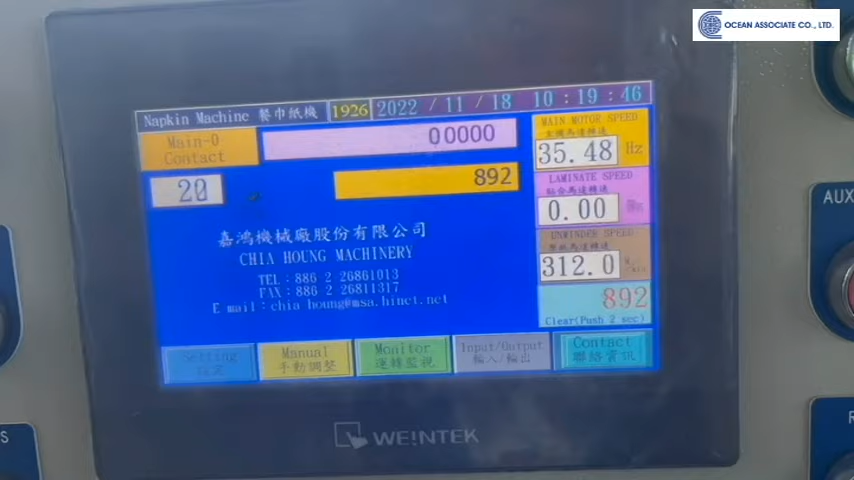 OCEAN ASSOCIATE CO., LTD.
Napkin Machine 餐巾紙機 1926 2022 / 11 / 18 10 : 19 : 46
Main-0
Contact
00000
20
892
嘉鴻機械廠股份有限公司
CHIA HOUNG MACHINERY
TEL : 886 2 26861013
FAX : 886 2 26811317
E mail : chia houng@msa.hinet.net
MAIN MOTOR SPEED
主機馬達轉速
35.48 Hz
LAMINATE SPEED
貼合馬達轉速
0.00
UNWINDER SPEED
馬達轉速
312.0
892
Clear(Push 2 sec)
Setting
設定
Manual
手動調整
Monitor
運轉監視
Input/Output
輸入/輸出
Contact
聯絡資訊
WEINTEK
AUX
S
R